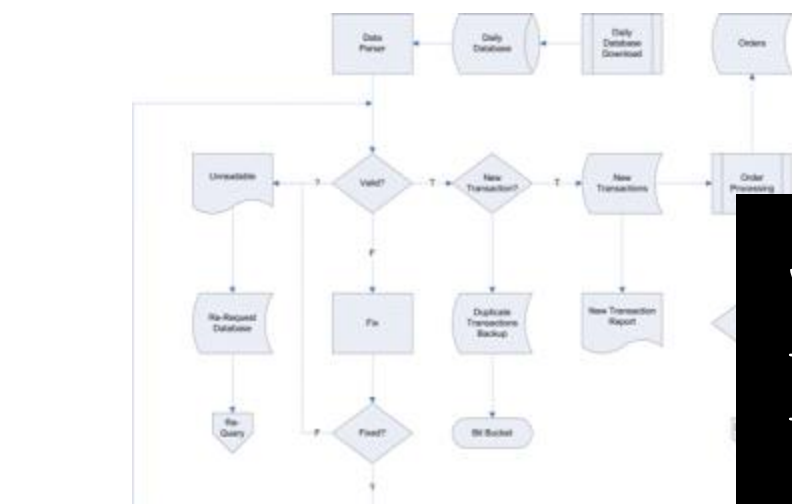 Data
Parser
Daily
Database
Daily
Database
Download
Orders
Unreadable
?
Valid?
T
New
Transaction?
T
New
Transactions
Order
Processing
F
Re-Request
Database
Fix
Duplicate
Transactions
Backup
New Transaction
Report
Re-
Query
F
Fixed?
Bit Bucket